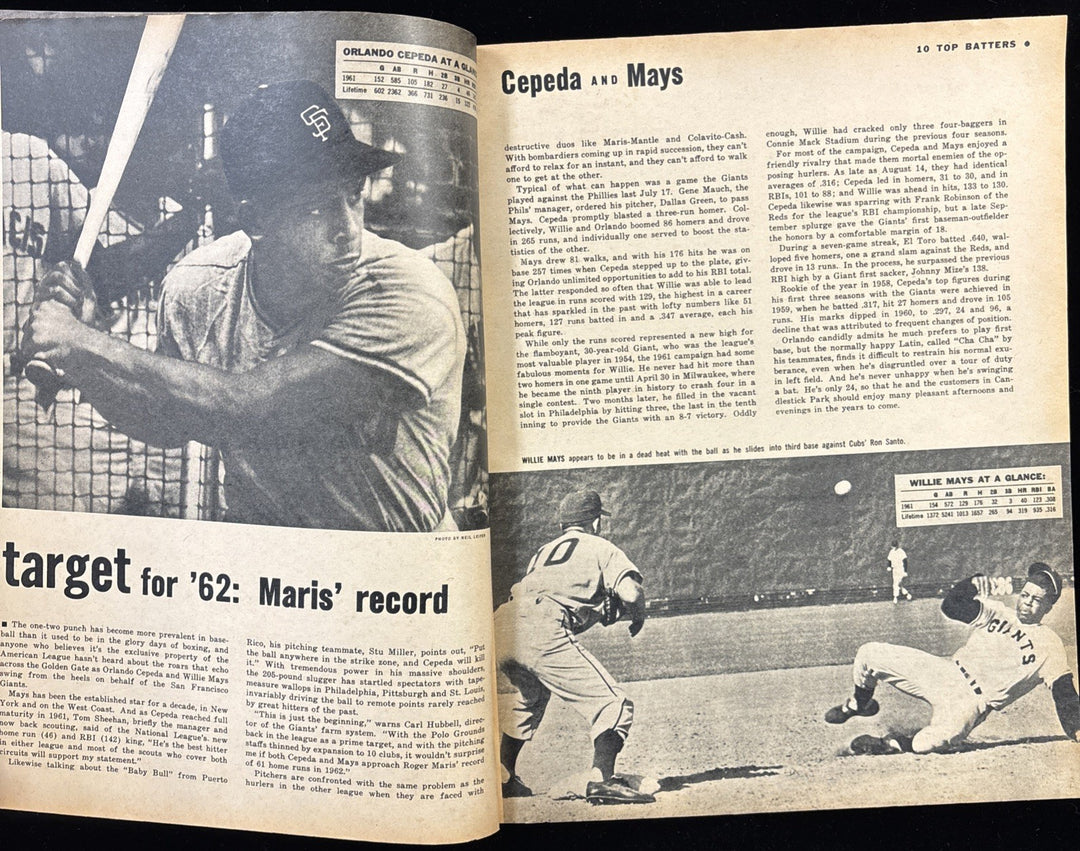 ORLANDO CEPEDA AT A GLAN
G AB R H 2B 3B HR
1961 152 585 105 182 27 4 46
Lifetime 602 2362 366 731 236 15
SF
PHOTO BY NEIL LEIFER
target for '62: Maris' record
■ The one-two punch has become more prevalent in base-
ball than it used to be in the glory days of boxing, and
anyone who believes it's the exclusive property of the
American League hasn't heard about the roars that echo
across the Golden Gate as Orlando Cepeda and Willie Mays
swing from the heels on behalf of the San Francisco
Giants.
Mays has been the established star for a decade, in New
York and on the West Coast. And as Cepeda reached full
maturity in 1961, Tom Sheehan, briefly the manager and
now back scouting, said of the National League's new
home run (46) and RBI (142) king, "He's the best hitter
in either league and most of the scouts who cover both
circuits will support my statement."
Likewise talking about the "Baby Bull" from Puerto
Rico, his pitching teammate, Stu Miller, points out, "Put
the ball anywhere in the strike zone, and Cepeda will kill
it." With tremendous power in his massive shoulders,
the 205-pound slugger has startled spectators with tape-
measure wallops in Philadelphia, Pittsburgh and St. Louis,
invariably driving the ball to remote points rarely reached
by great hitters of the past.
"This is just the beginning," warns Carl Hubbell, direc-
tor of the Giants' farm system. "With the Polo Grounds
back in the league as a prime target, and with the pitching
staffs thinned by expansion to 10 clubs, it wouldn't surprise
me if both Cepeda and Mays approach Roger Maris' record
of 61 home runs in 1962."
Pitchers are confronted with the same problem as the
hurlers in the other league when they are faced with
10 TOP BATTERS ●
Cepeda AND Mays
destructive duos like Maris-Mantle and Colavito-Cash.
With bombardiers coming up in rapid succession, they can't
afford to relax for an instant, and they can't afford to walk
one to get at the other.
Typical of what can happen was a game the Giants
played against the Phillies last July 17. Gene Mauch, the
Phils' manager, ordered his pitcher, Dallas Green, to pass
Mays. Cepeda promptly blasted a three-run homer. Col-
lectively, Willie and Orlando boomed 86 homers and drove
in 265 runs, and individually one served to boost the sta-
tistics of the other.
Mays drew 81 walks, and with his 176 hits he was on
base 257 times when Cepeda stepped up to the plate, giv-
ing Orlando unlimited opportunities to add to his RBI total.
The latter responded so often that Willie was able to lead
the league in runs scored with 129, the highest in a career
that has sparkled in the past with lofty numbers like 51
homers, 127 runs batted in and a .347 average, each his
peak figure.
While only the runs scored represented a new high for
the flamboyant, 30-year-old Giant, who was the league's
most valuable player in 1954, the 1961 campaign had some
fabulous moments for Willie. He never had hit more than
two homers in one game until April 30 in Milwaukee, where
he became the ninth player in history to crash four in a
single contest. Two months later, he filled in the vacant
slot in Philadelphia by hitting three, the last in the tenth
inning to provide the Giants with an 8-7 victory. Oddly
enough, Willie had cracked only three four-baggers in
Connie Mack Stadium during the previous four seasons.
For most of the campaign, Cepeda and Mays enjoyed a
friendly rivalry that made them mortal enemies of the op-
posing hurlers. As late as August 14, they had identical
averages of .316; Cepeda led in homers, 31 to 30, and in
RBIs, 101 to 88; and Willie was ahead in hits, 133 to 130.
Cepeda likewise was sparring with Frank Robinson of the
Reds for the league's RBI championship, but a late Sep-
tember splurge gave the Giants' first baseman-outfielder
the honors by a comfortable margin of 18.
During a seven-game streak, El Toro batted .640, wal-
loped five homers, one a grand slam against the Reds, and
drove in 13 runs. In the process, he surpassed the previous
RBI high by a Giant first sacker, Johnny Mize's 138.
Rookie of the year in 1958, Cepeda's top figures during
his first three seasons with the Giants were achieved in
1959, when he batted .317, hit 27 homers and drove in 105
runs. His marks dipped in 1960, to .297, 24 and 96, a
decline that was attributed to frequent changes of position.
Orlando candidly admits he much prefers to play first
base, but the normally happy Latin, called "Cha Cha" by
his teammates, finds it difficult to restrain his normal exu-
berance, even when he's disgruntled over a tour of duty
in left field. And he's never unhappy when he's swinging
a bat. He's only 24, so that he and the customers in Can-
dlestick Park should enjoy many pleasant afternoons and
evenings in the years to come.
WILLIE MAYS appears to be in a dead heat with the ball as he slides into third base against Cubs' Ron Santo.
WILLIE MAYS AT A GLANCE:
G AB R H 2B 3B HR RBI BA
1961 154 572 129 176 32 3 40 123 .308
Lifetime 1372 5241 1013 1657 265 94 319 935 .316
10
GIANTS